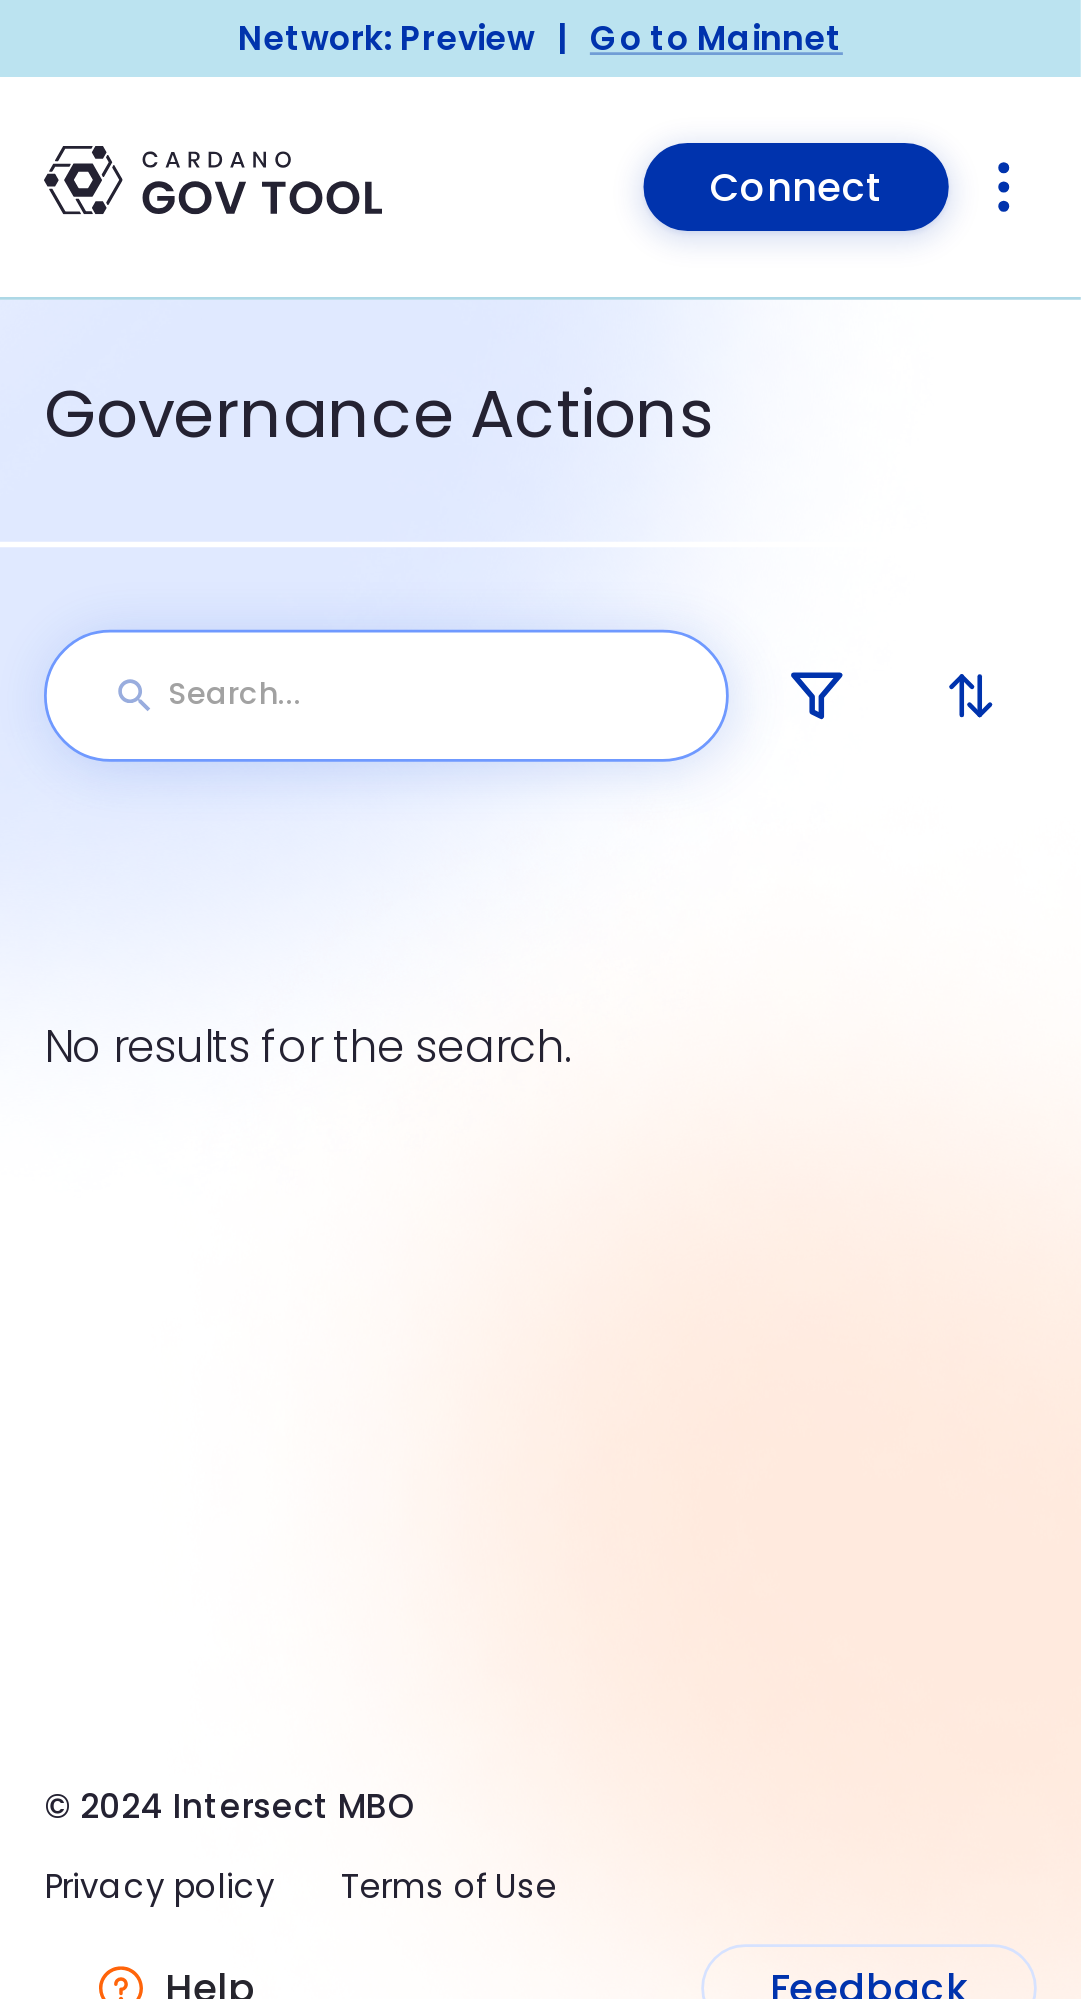 Network: Preview | Go to Mainnet
CARDANO
GOV TOOL
Connect
Governance Actions
Search...
No results for the search.
© 2024 Intersect MBO
Privacy policy Terms of Use
Help Feedback